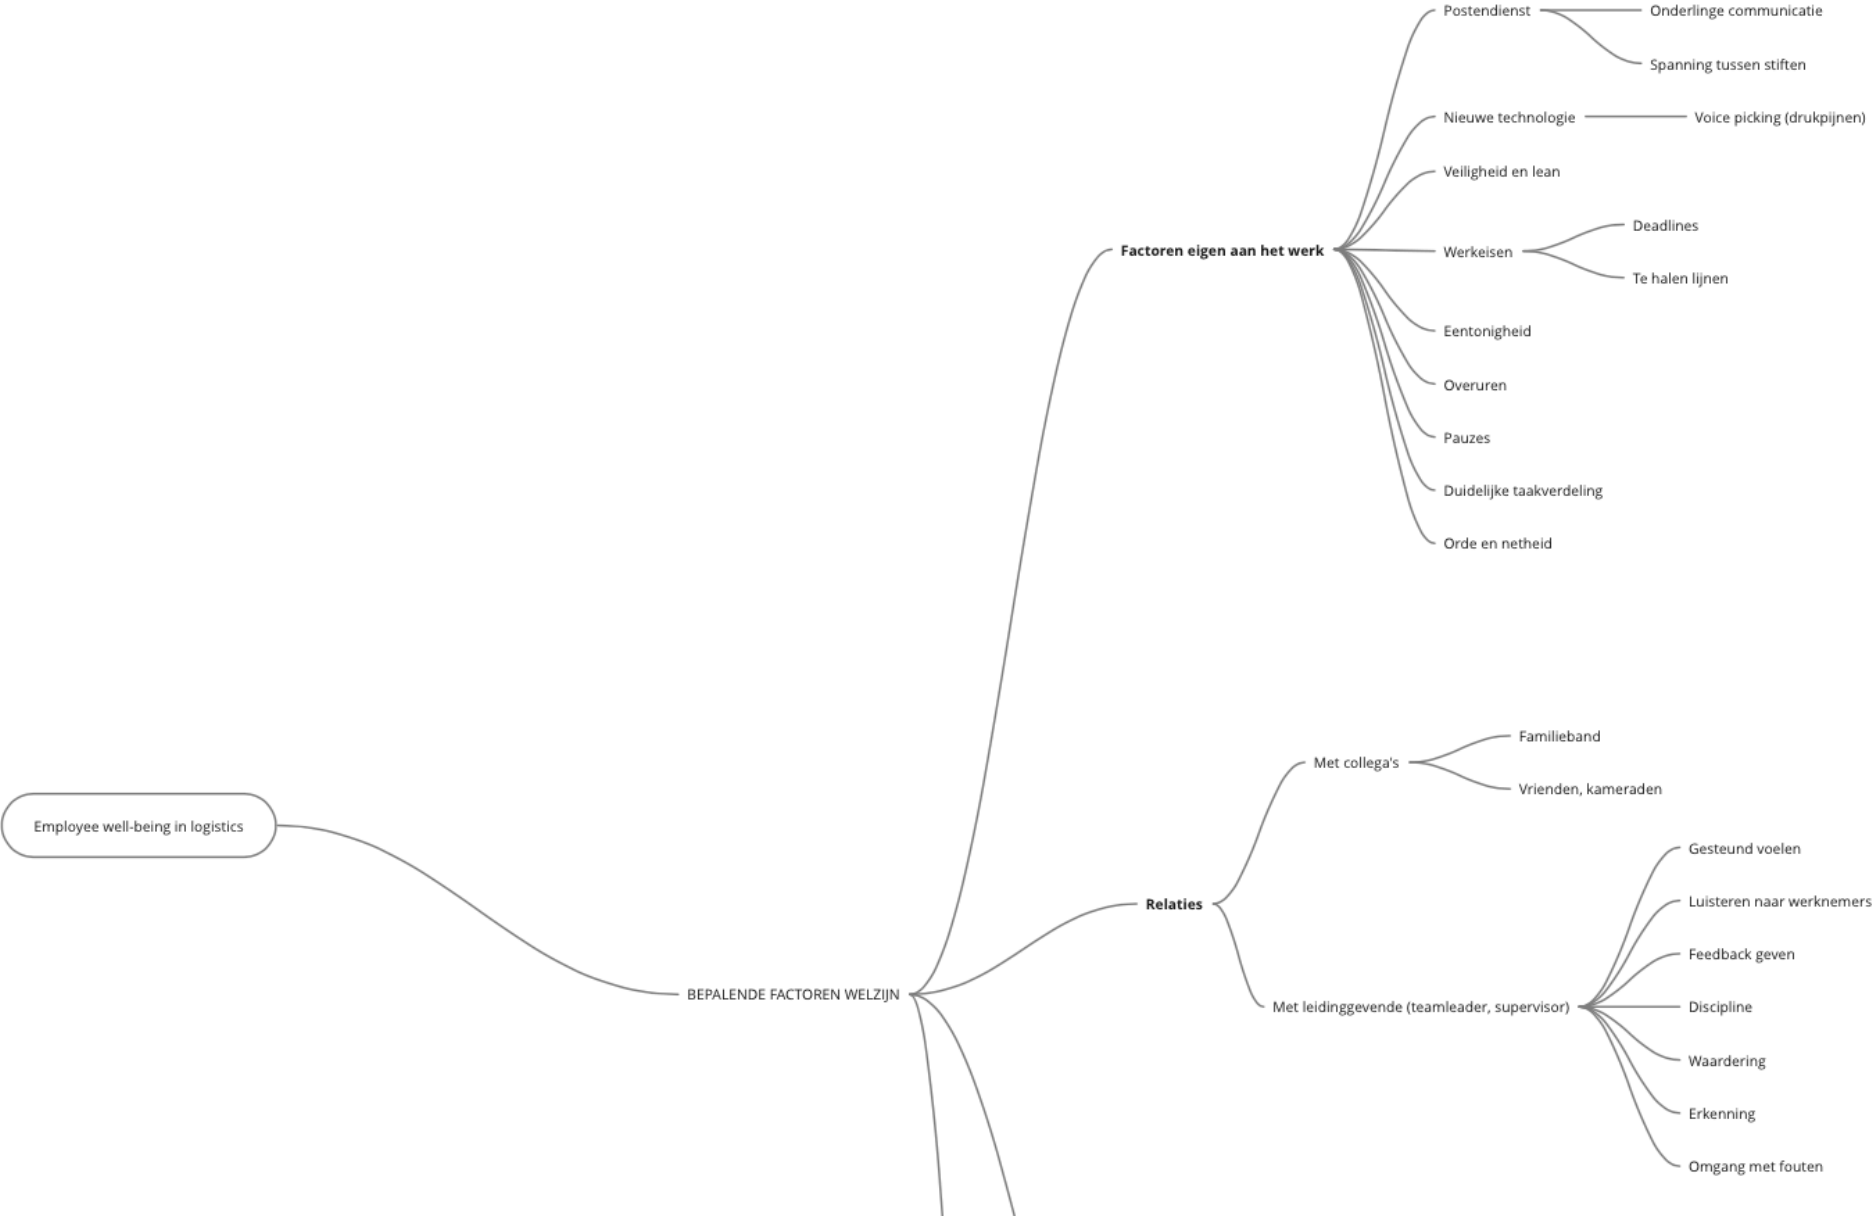 Employee well-being in logistics
BEPALENDE FACTOREN WELZIJN
Factoren eigen aan het werk
Postendienst
Onderlinge communicatie
Spanning tussen stiften
Nieuwe technologie
Voice picking (drukpijnen)
Veiligheid en lean
Werkeisen
Deadlines
Te halen lijnen
Eentonigheid
Overuren
Pauzes
Duidelijke taakverdeling
Orde en netheid
Relaties
Met collega's
Familieband
Vrienden, kameraden
Met leidinggevende (teamleader, supervisor)
Gesteund voelen
Luisteren naar werknemers
Feedback geven
Discipline
Waardering
Erkenning
Omgang met fouten